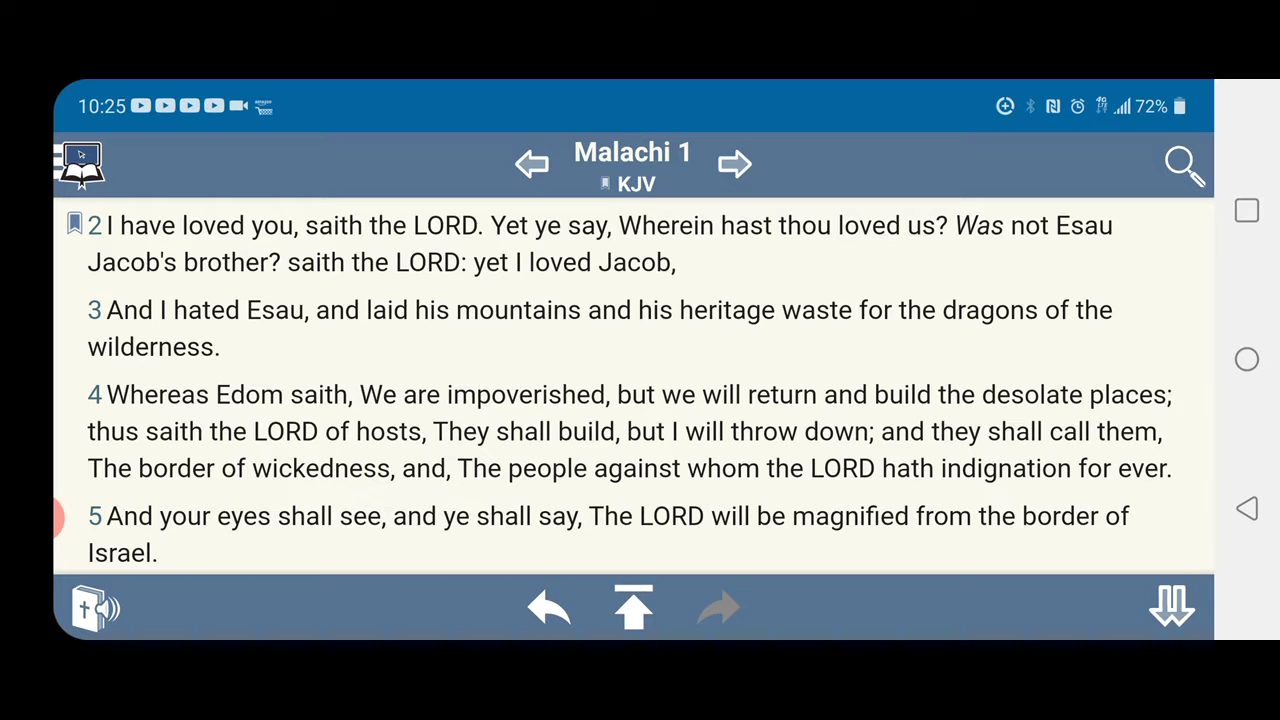 10:25
4G
72%
Malachi 1
KJV
2 I have loved you, saith the LORD. Yet ye say, Wherein hast thou loved us? Was not Esau
Jacob's brother? saith the LORD: yet I loved Jacob,
3 And I hated Esau, and laid his mountains and his heritage waste for the dragons of the
wilderness.
4 Whereas Edom saith, We are impoverished, but we will return and build the desolate places;
thus saith the LORD of hosts, They shall build, but I will throw down; and they shall call them,
The border of wickedness, and, The people against whom the LORD hath indignation for ever.
5 And your eyes shall see, and ye shall say, The LORD will be magnified from the border of
Israel.